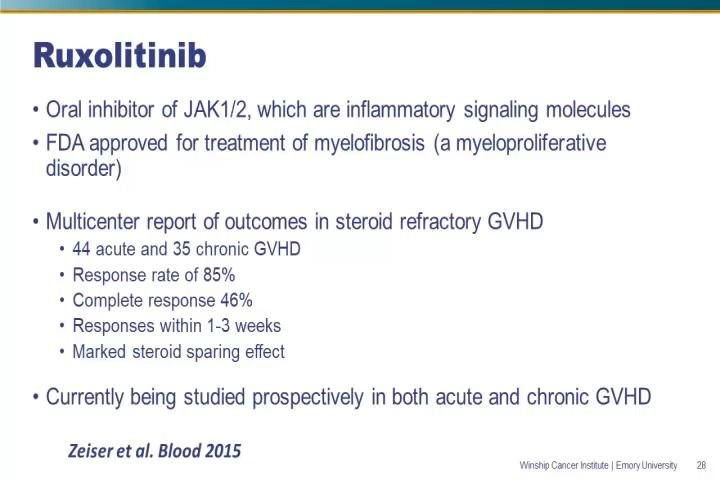 Ruxolitinib
• Oral inhibitor of JAK1/2, which are inflammatory signaling molecules
• FDA approved for treatment of myelofibrosis (a myeloproliferative
disorder)
• Multicenter report of outcomes in steroid refractory GVHD
• 44 acute and 35 chronic GVHD
• Response rate of 85%
• Complete response 46%
• Responses within 1-3 weeks
• Marked steroid sparing effect
• Currently being studied prospectively in both acute and chronic GVHD
Zeiser et al. Blood 2015
Winship Cancer Institute | Emory University 28